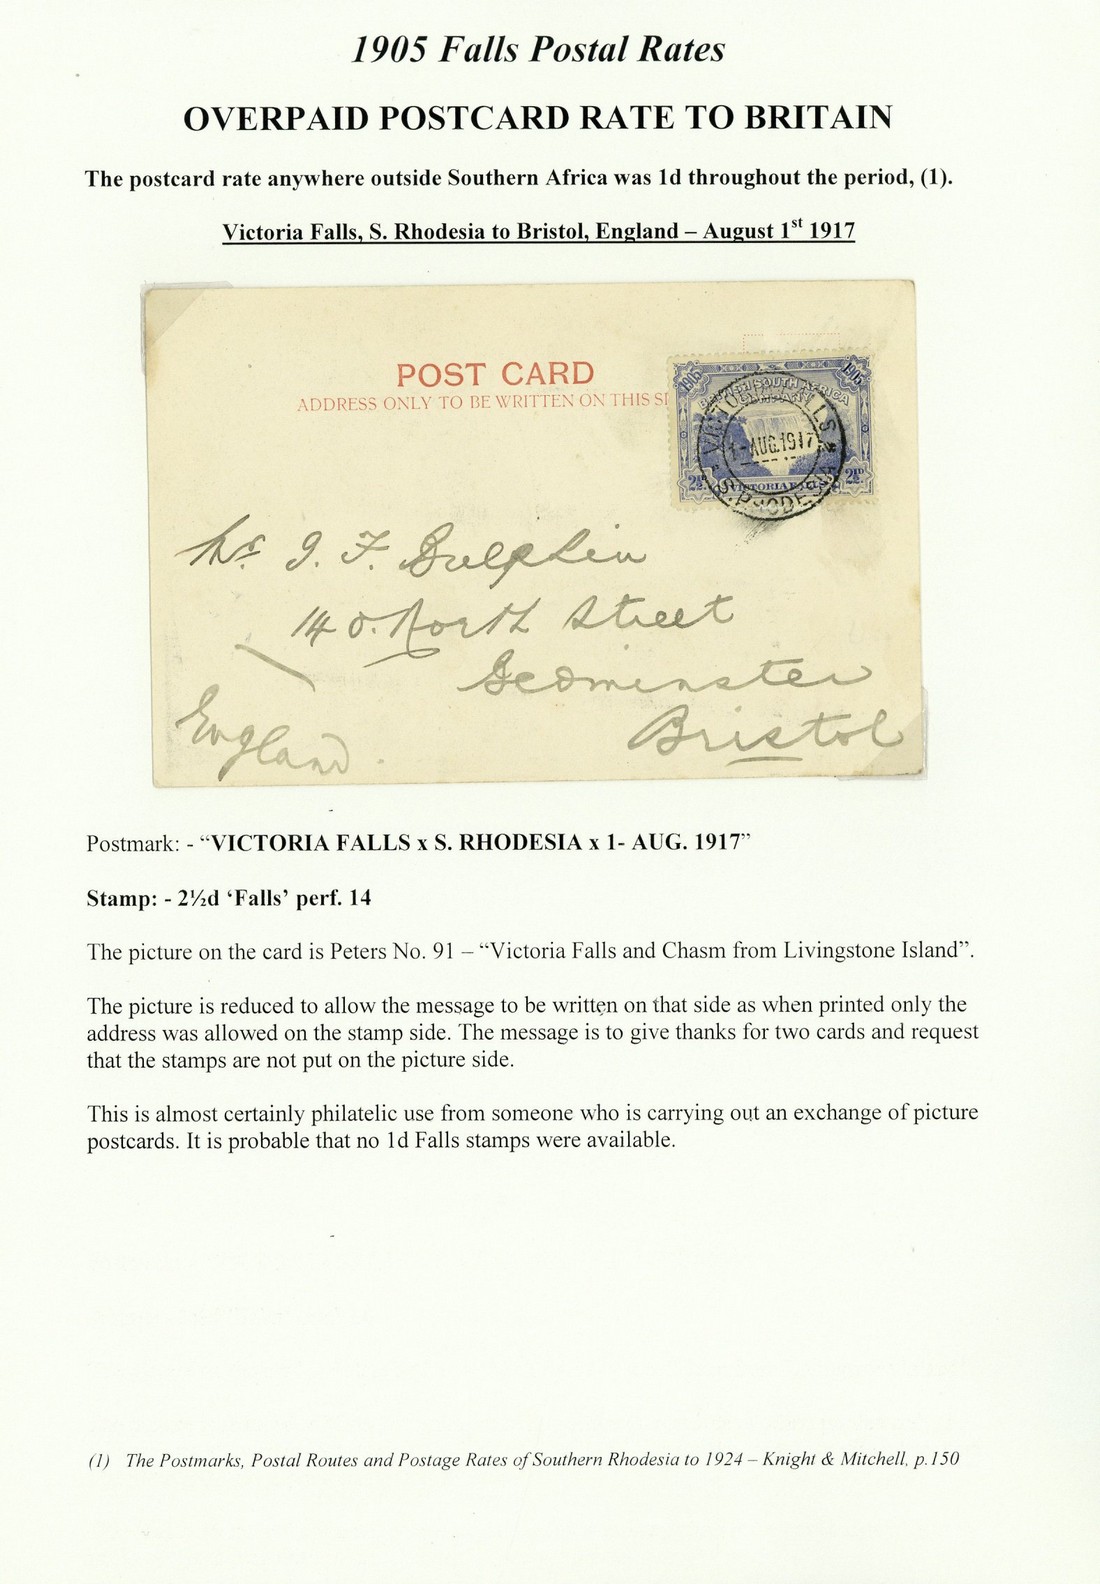 1905 Falls Postal Rates
OVERPAID POSTCARD RATE TO BRITAIN
The postcard rate anywhere outside Southern Africa was 1d throughout the period, (1).
Victoria Falls, S. Rhodesia to Bristol, England – August 1st 1917
POST CARD
ADDRESS ONLY TO BE WRITTEN ON THIS SI
1905 1905
BRITISH SOUTH AFRICA
COMPANY
VICTORIA FALLS
1-AUG.1917
S.RHODESIA
2½D VICTORIA FALLS 2½D
Mr. J. F. Bulphin
140. North Street
Bedminster
Bristol
England.
Postmark: - “VICTORIA FALLS x S. RHODESIA x 1- AUG. 1917”
Stamp: - 2½d ‘Falls’ perf. 14
The picture on the card is Peters No. 91 – “Victoria Falls and Chasm from Livingstone Island”.
The picture is reduced to allow the message to be written on that side as when printed only the
address was allowed on the stamp side. The message is to give thanks for two cards and request
that the stamps are not put on the picture side.
This is almost certainly philatelic use from someone who is carrying out an exchange of picture
postcards. It is probable that no 1d Falls stamps were available.
(1) The Postmarks, Postal Routes and Postage Rates of Southern Rhodesia to 1924 – Knight & Mitchell, p.150